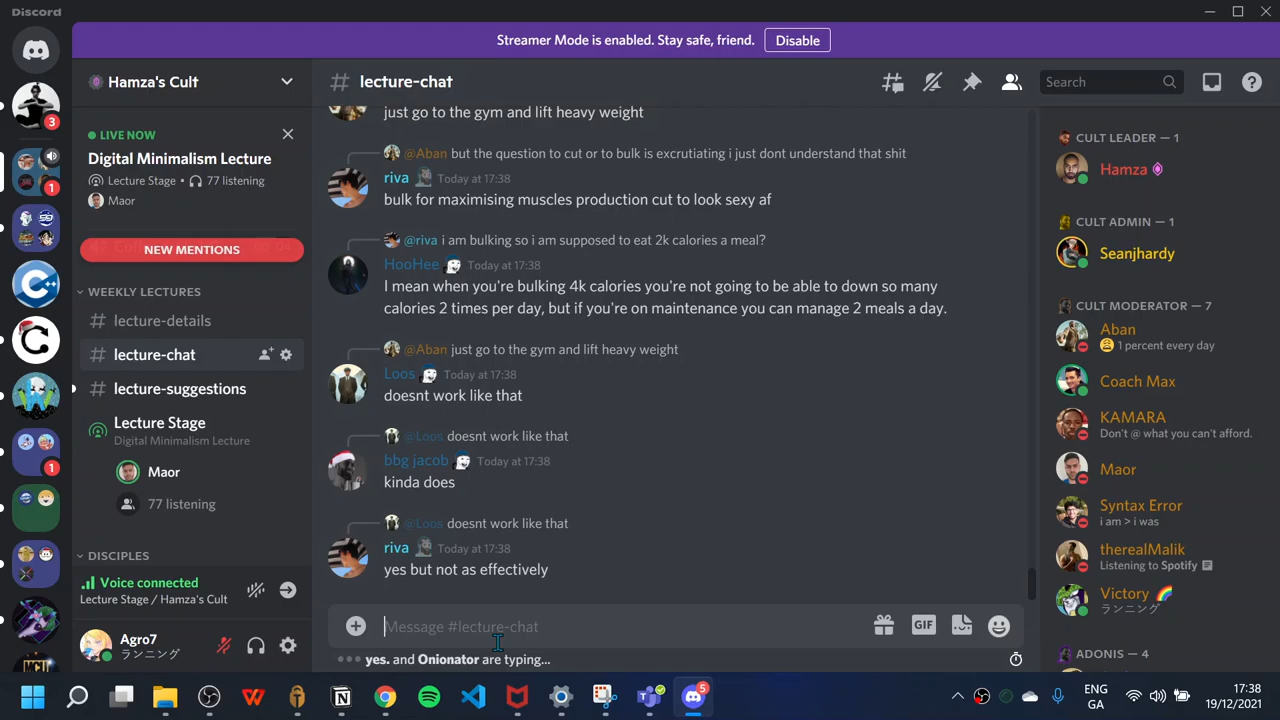 Discord
Streamer Mode is enabled. Stay safe, friend.
Disable
3
1
1
Hamza's Cult
LIVE NOW
Digital Minimalism Lecture
Lecture Stage • 77 listening
Maor
NEW MENTIONS
WEEKLY LECTURES
# lecture-details
# lecture-chat
# lecture-suggestions
Lecture Stage
Digital Minimalism Lecture
Maor
77 listening
DISCIPLES
Voice connected
Lecture Stage / Hamza's Cult
Agro7
ランニング
MCU
# lecture-chat
Search
just go to the gym and lift heavy weight
@Aban but the question to cut or to bulk is excrutiating i just dont understand that shit
riva Today at 17:38
bulk for maximising muscles production cut to look sexy af
@riva i am bulking so i am supposed to eat 2k calories a meal?
HooHee Today at 17:38
I mean when you're bulking 4k calories you're not going to be able to down so many
calories 2 times per day, but if you're on maintenance you can manage 2 meals a day.
@Aban just go to the gym and lift heavy weight
Loos Today at 17:38
doesnt work like that
@Loos doesnt work like that
bbg jacob Today at 17:38
kinda does
@Loos doesnt work like that
riva Today at 17:38
yes but not as effectively
Message #lecture-chat
GIF
yes. and Onionator are typing...
CULT LEADER — 1
Hamza
CULT ADMIN — 1
Seanjhardy
CULT MODERATOR — 7
Aban
1 percent every day
Coach Max
KAMARA
Don't @ what you can't afford.
Maor
Syntax Error
i am > i was
therealMalik
Listening to Spotify
Victory
ランニング
ADONIS — 4
5
ENG
GA
17:38
19/12/2021